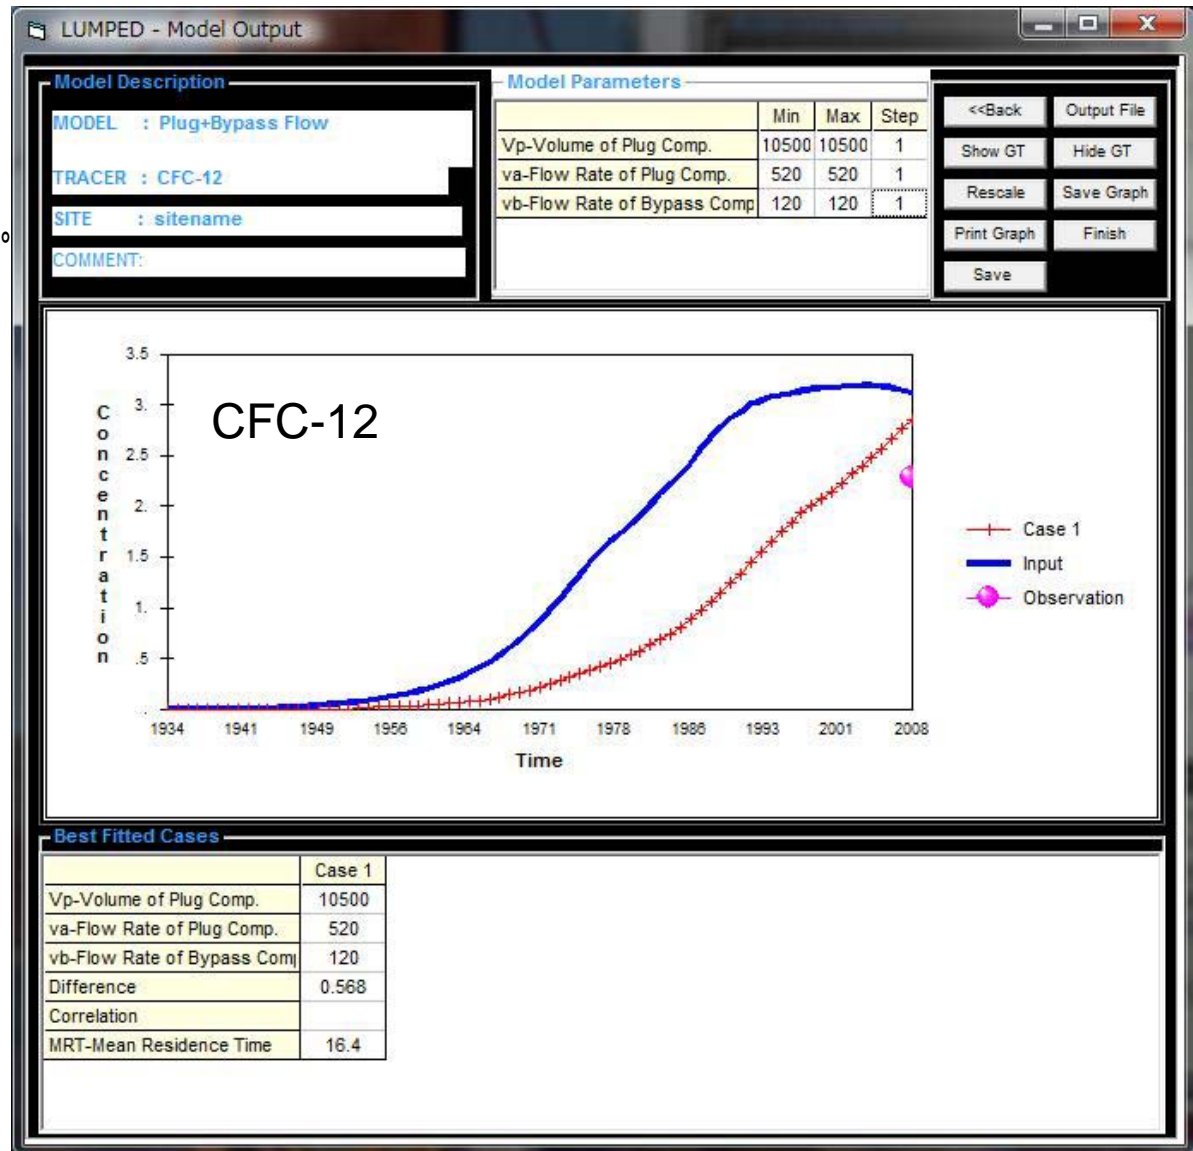 LUMPED - Model Output
Model Description
MODEL : Plug+Bypass Flow
TRACER : CFC-12
SITE : sitename
COMMENT:
Model Parameters
Min Max Step
Vp-Volume of Plug Comp. 10500 10500 1
va-Flow Rate of Plug Comp. 520 520 1
vb-Flow Rate of Bypass Comp 120 120 1
<<Back Output File
Show GT Hide GT
Rescale Save Graph
Print Graph Finish
Save
CFC-12
Concentration
3.5
3.
2.5
2.
1.5
1.
.5
.
1934 1941 1949 1956 1964 1971 1978 1986 1993 2001 2008
Time
Case 1
Input
Observation
Best Fitted Cases
Case 1
Vp-Volume of Plug Comp. 10500
va-Flow Rate of Plug Comp. 520
vb-Flow Rate of Bypass Com 120
Difference 0.568
Correlation
MRT-Mean Residence Time 16.4